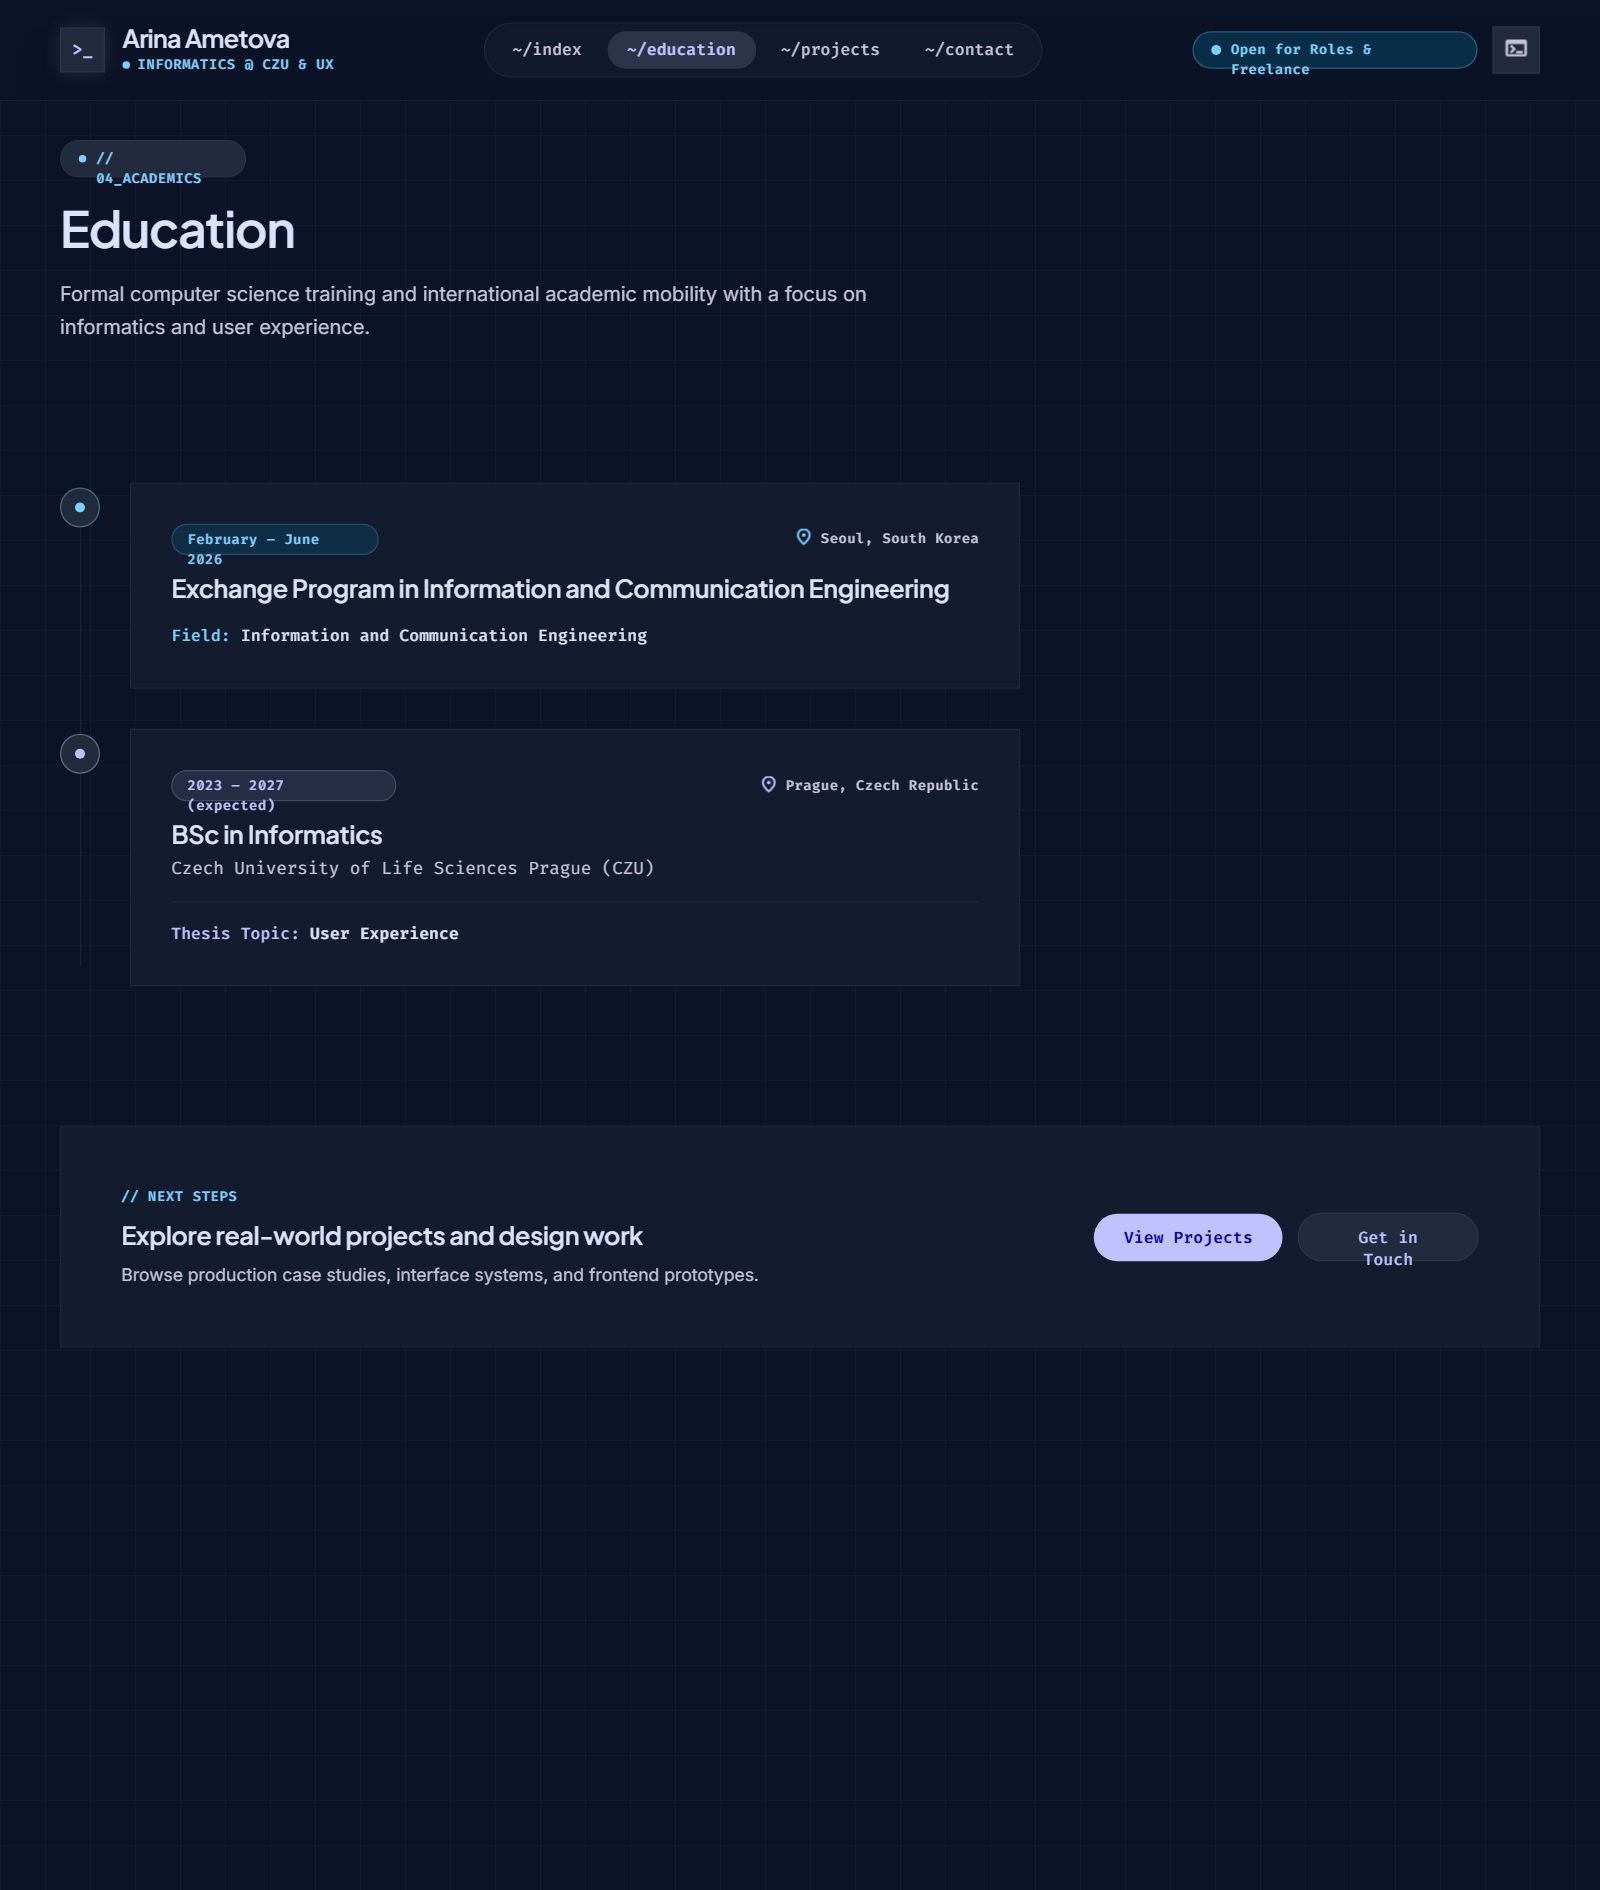 >_
Arina Ametova
INFORMATICS @ CZU & UX
~/index
~/education
~/projects
~/contact
Open for Roles &
Freelance
//
04_ACADEMICS
Education
Formal computer science training and international academic mobility with a focus on
informatics and user experience.
February – June
2026
Seoul, South Korea
Exchange Program in Information and Communication Engineering
Field: Information and Communication Engineering
2023 – 2027
(expected)
Prague, Czech Republic
BSc in Informatics
Czech University of Life Sciences Prague (CZU)
Thesis Topic: User Experience
// NEXT STEPS
Explore real-world projects and design work
Browse production case studies, interface systems, and frontend prototypes.
View Projects
Get in
Touch